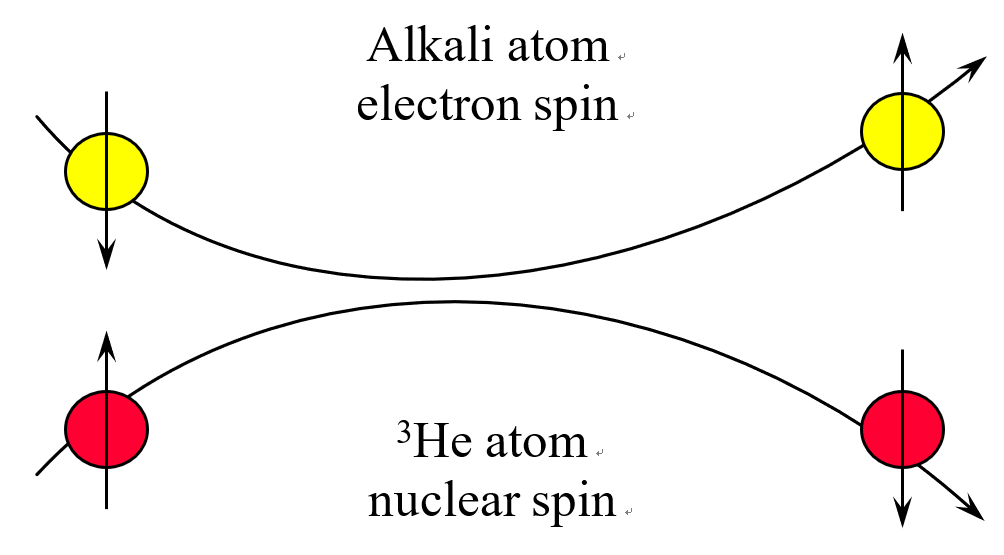 Alkali atom
electron spin
³He atom
nuclear spin